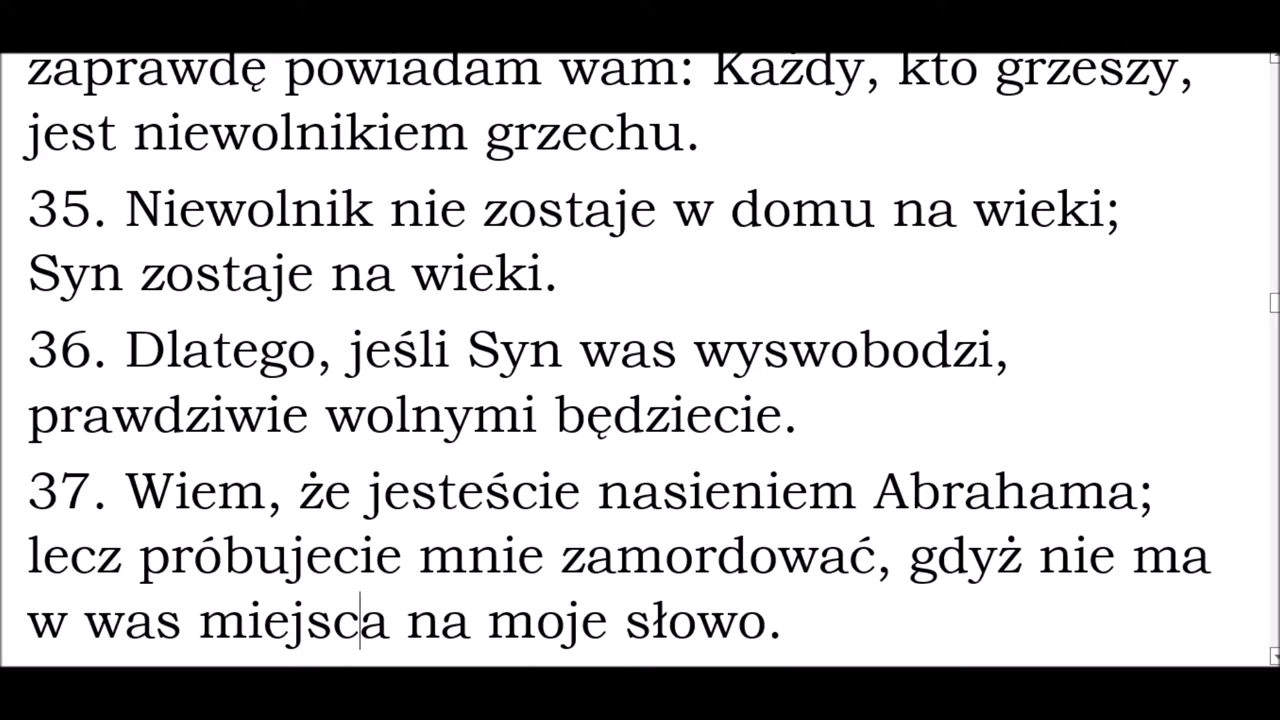 zaprawdę powiadam wam: Każdy, kto grzeszy,
jest niewolnikiem grzechu.
35. Niewolnik nie zostaje w domu na wieki;
Syn zostaje na wieki.
36. Dlatego, jeśli Syn was wyswobodzi,
prawdziwie wolnymi będziecie.
37. Wiem, że jesteście nasieniem Abrahama;
lecz próbujecie mnie zamordować, gdyż nie ma
w was miejsca na moje słowo.